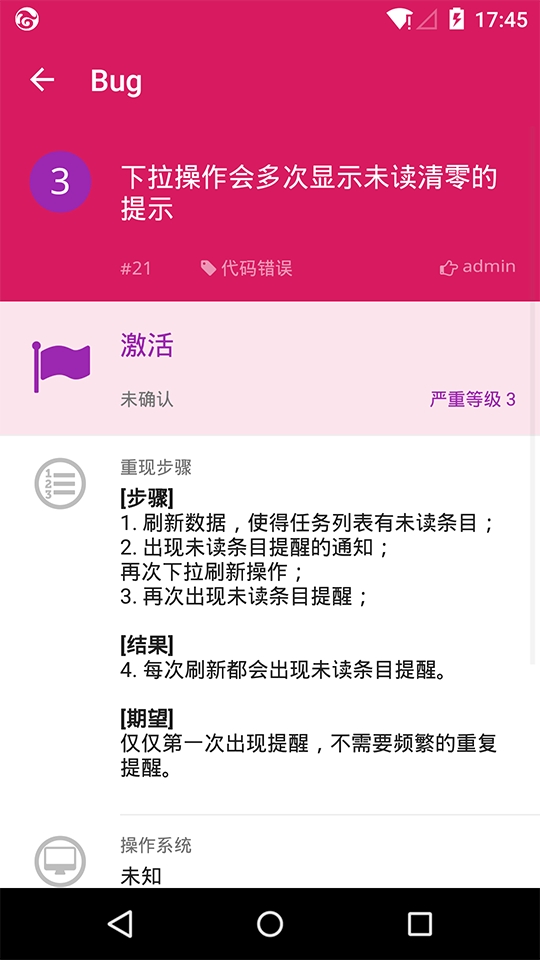 17:45
Bug
3
下拉操作会多次显示未读清零的
提示
#21 代码错误 admin
激活
未确认 严重等级 3
重现步骤
[步骤]
1. 刷新数据，使得任务列表有未读条目；
2. 出现未读条目提醒的通知；
再次下拉刷新操作；
3. 再次出现未读条目提醒；
[结果]
4. 每次刷新都会出现未读条目提醒。
[期望]
仅仅第一次出现提醒，不需要频繁的重复
提醒。
操作系统
未知